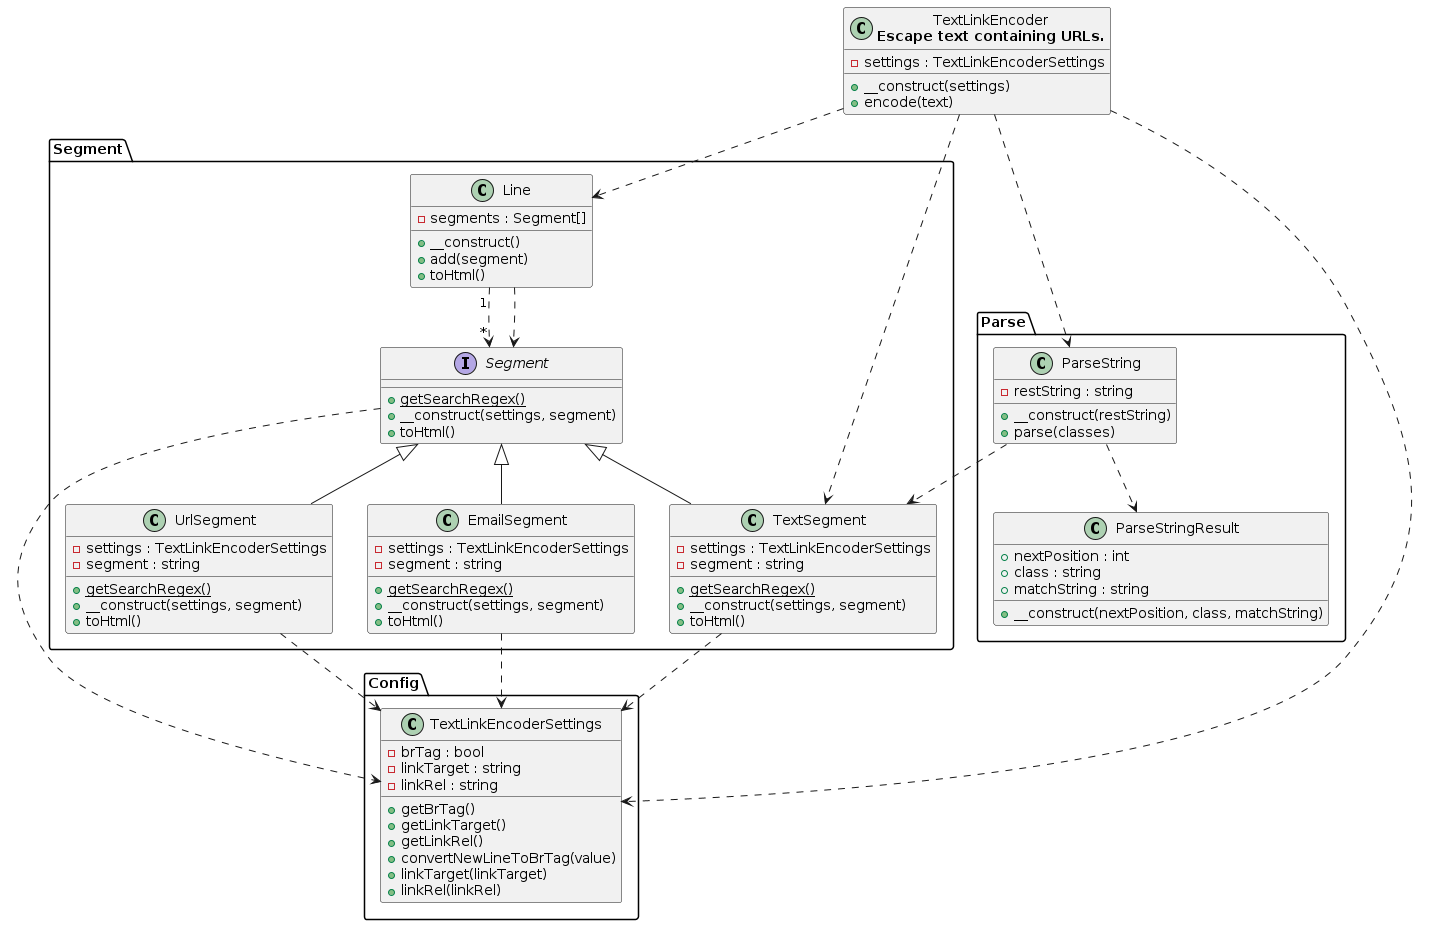 TextLinkEncoder
Escape text containing URLs.
settings : TextLinkEncoderSettings
__construct(settings)
encode(text)
Segment
Line
segments : Segment[]
__construct()
add(segment)
toHtml()
1
*
Segment
getSearchRegex()
__construct(settings, segment)
toHtml()
Parse
ParseString
restString : string
__construct(restString)
parse(classes)
UrlSegment
settings : TextLinkEncoderSettings
segment : string
getSearchRegex()
__construct(settings, segment)
toHtml()
EmailSegment
settings : TextLinkEncoderSettings
segment : string
getSearchRegex()
__construct(settings, segment)
toHtml()
TextSegment
settings : TextLinkEncoderSettings
segment : string
getSearchRegex()
__construct(settings, segment)
toHtml()
ParseStringResult
nextPosition : int
class : string
matchString : string
__construct(nextPosition, class, matchString)
Config
TextLinkEncoderSettings
brTag : bool
linkTarget : string
linkRel : string
getBrTag()
getLinkTarget()
getLinkRel()
convertNewLineToBrTag(value)
linkTarget(linkTarget)
linkRel(linkRel)